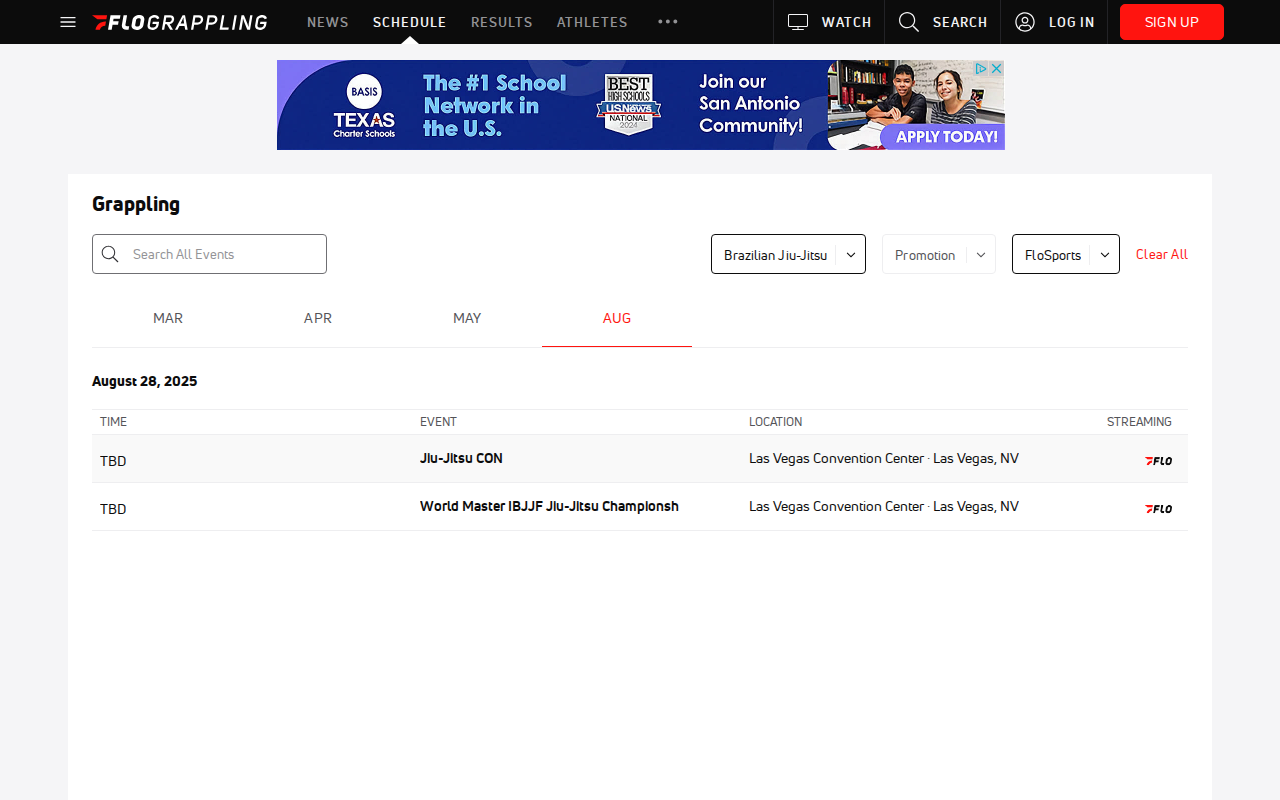 FLOGRAPPLING NEWS SCHEDULE RESULTS ATHLETES WATCH SEARCH LOG IN SIGN UP
BASIS
TEXAS
Charter Schools
The #1 School
Network in
the U.S.
BEST
HIGH SCHOOLS
U.S.News
NATIONAL
2024
Join our
San Antonio
Community!
APPLY TODAY!
Grappling
Search All Events Brazilian Jiu-Jitsu Promotion FloSports Clear All
MAR APR MAY AUG
August 28, 2025
TIME EVENT LOCATION STREAMING
TBD Jiu-Jitsu CON Las Vegas Convention Center · Las Vegas, NV FLO
TBD World Master IBJJF Jiu-Jitsu Championsh Las Vegas Convention Center · Las Vegas, NV FLO